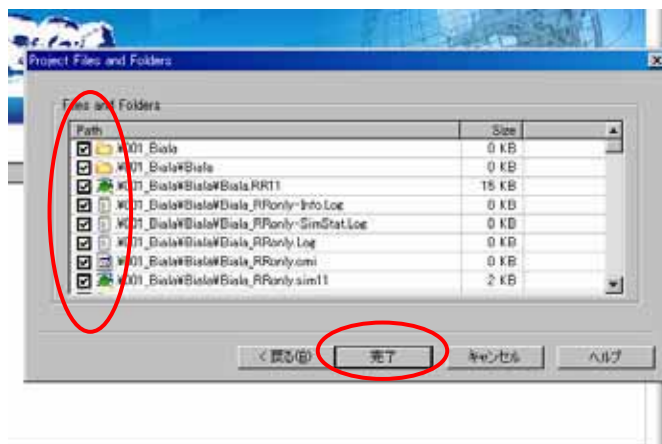 Project Files and Folders
Files and Folders
Path Size
¥001_Biala 0 KB
¥001_Biala¥Biala 0 KB
¥001_Biala¥Biala¥Biala.RR11 15 KB
¥001_Biala¥Biala¥Biala_RRonly-Info.Log 0 KB
¥001_Biala¥Biala¥Biala_RRonly-SimStat.Log 0 KB
¥001_Biala¥Biala¥Biala_RRonly.Log 0 KB
¥001_Biala¥Biala¥Biala_RRonly.omi 0 KB
¥001_Biala¥Biala¥Biala_RRonly.sim11 2 KB
< 戻る(B) 完了 キャンセル ヘルプ